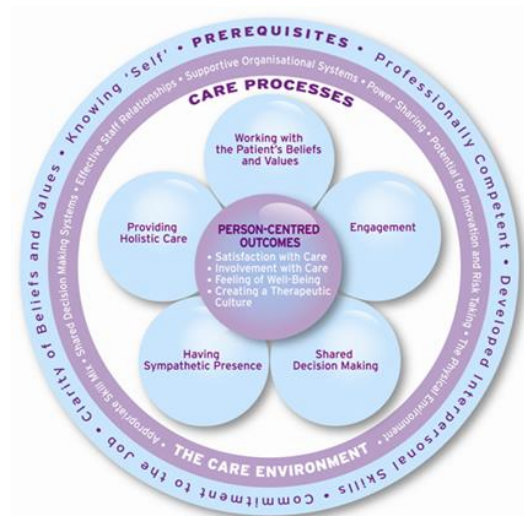 PREREQUISITES • Professionally Competent • Developed Interpersonal Skills • Commitment to the Job • Clarity of Beliefs and Values • Knowing ‘Self’ •
Supportive Organisational Systems • Power Sharing • Potential for Innovation and Risk Taking • The Physical Environment •
THE CARE ENVIRONMENT
Appropriate Skill Mix • Shared Decision Making Systems • Effective Staff Relationships •
CARE PROCESSES
Working with
the Patient's Beliefs
and Values
Providing
Holistic Care
Engagement
PERSON-CENTRED
OUTCOMES
• Satisfaction with Care
• Involvement with Care
• Feeling of Well-Being
• Creating a Therapeutic
Culture
Having
Sympathetic Presence
Shared
Decision Making